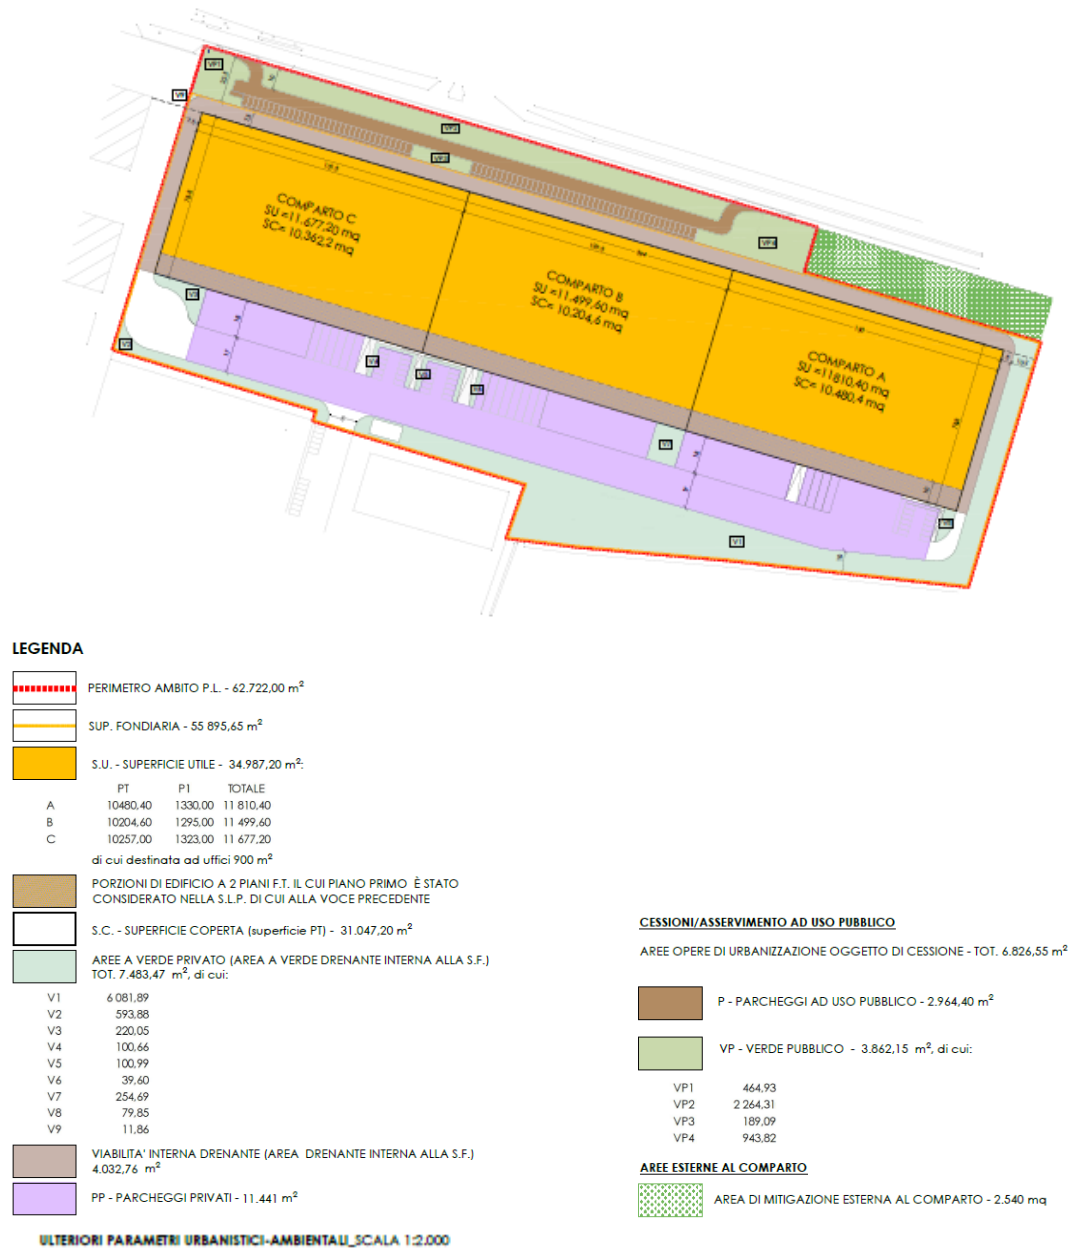 VP1
V9
VP2
VP3
VP4
COMPARTO C
SU =11.677,20 mq
SC= 10.362,2 mq
COMPARTO B
SU =11.499,60 mq
SC= 10.204,6 mq
COMPARTO A
SU =11810,40 mq
SC= 10.480,4 mq
V3
V2
V4
V7
V1
LEGENDA
PERIMETRO AMBITO P.L. - 62.722,00 m²
SUP. FONDIARIA - 55 895,65 m²
S.U. - SUPERFICIE UTILE - 34.987,20 m²:
PT P1 TOTALE
A 10480,40 1330,00 11 810,40
B 10204,60 1295,00 11 499,60
C 10257,00 1323,00 11 677,20
di cui destinata ad uffici 900 m²
PORZIONI DI EDIFICIO A 2 PIANI F.T. IL CUI PIANO PRIMO È STATO
CONSIDERATO NELLA S.L.P. DI CUI ALLA VOCE PRECEDENTE
S.C. - SUPERFICIE COPERTA (superficie PT) - 31.047,20 m²
AREE A VERDE PRIVATO (AREA A VERDE DRENANTE INTERNA ALLA S.F.)
TOT. 7.483,47 m², di cui:
V1 6 081,89
V2 593,88
V3 220,05
V4 100,66
V5 100,99
V6 39,60
V7 254,69
V8 79,85
V9 11,86
VIABILITA' INTERNA DRENANTE (AREA DRENANTE INTERNA ALLA S.F.)
4.032,76 m²
PP - PARCHEGGI PRIVATI - 11.441 m²
CESSIONI/ASSERVIMENTO AD USO PUBBLICO
AREE OPERE DI URBANIZZAZIONE OGGETTO DI CESSIONE - TOT. 6.826,55 m²
P - PARCHEGGI AD USO PUBBLICO - 2.964,40 m²
VP - VERDE PUBBLICO - 3.862,15 m², di cui:
VP1 464,93
VP2 2 264,31
VP3 189,09
VP4 943,82
AREE ESTERNE AL COMPARTO
AREA DI MITIGAZIONE ESTERNA AL COMPARTO - 2.540 mq
ULTERIORI PARAMETRI URBANISTICI-AMBIENTALI_SCALA 1:2.000